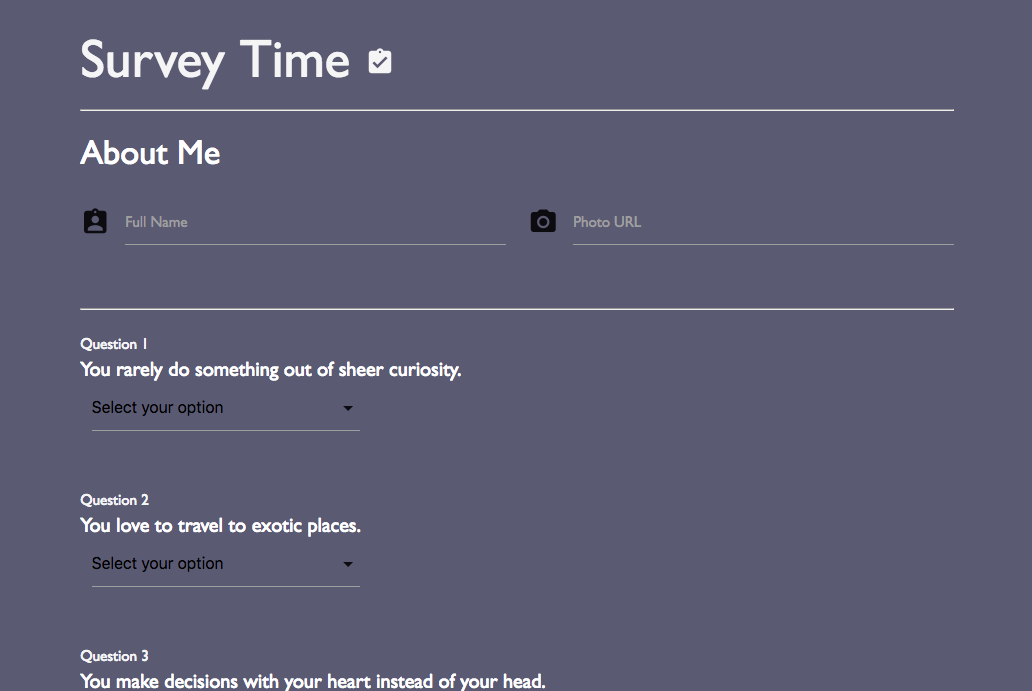 Survey Time
About Me
Full Name
Photo URL
Question 1
You rarely do something out of sheer curiosity.
Select your option
Question 2
You love to travel to exotic places.
Select your option
Question 3
You make decisions with your heart instead of your head.